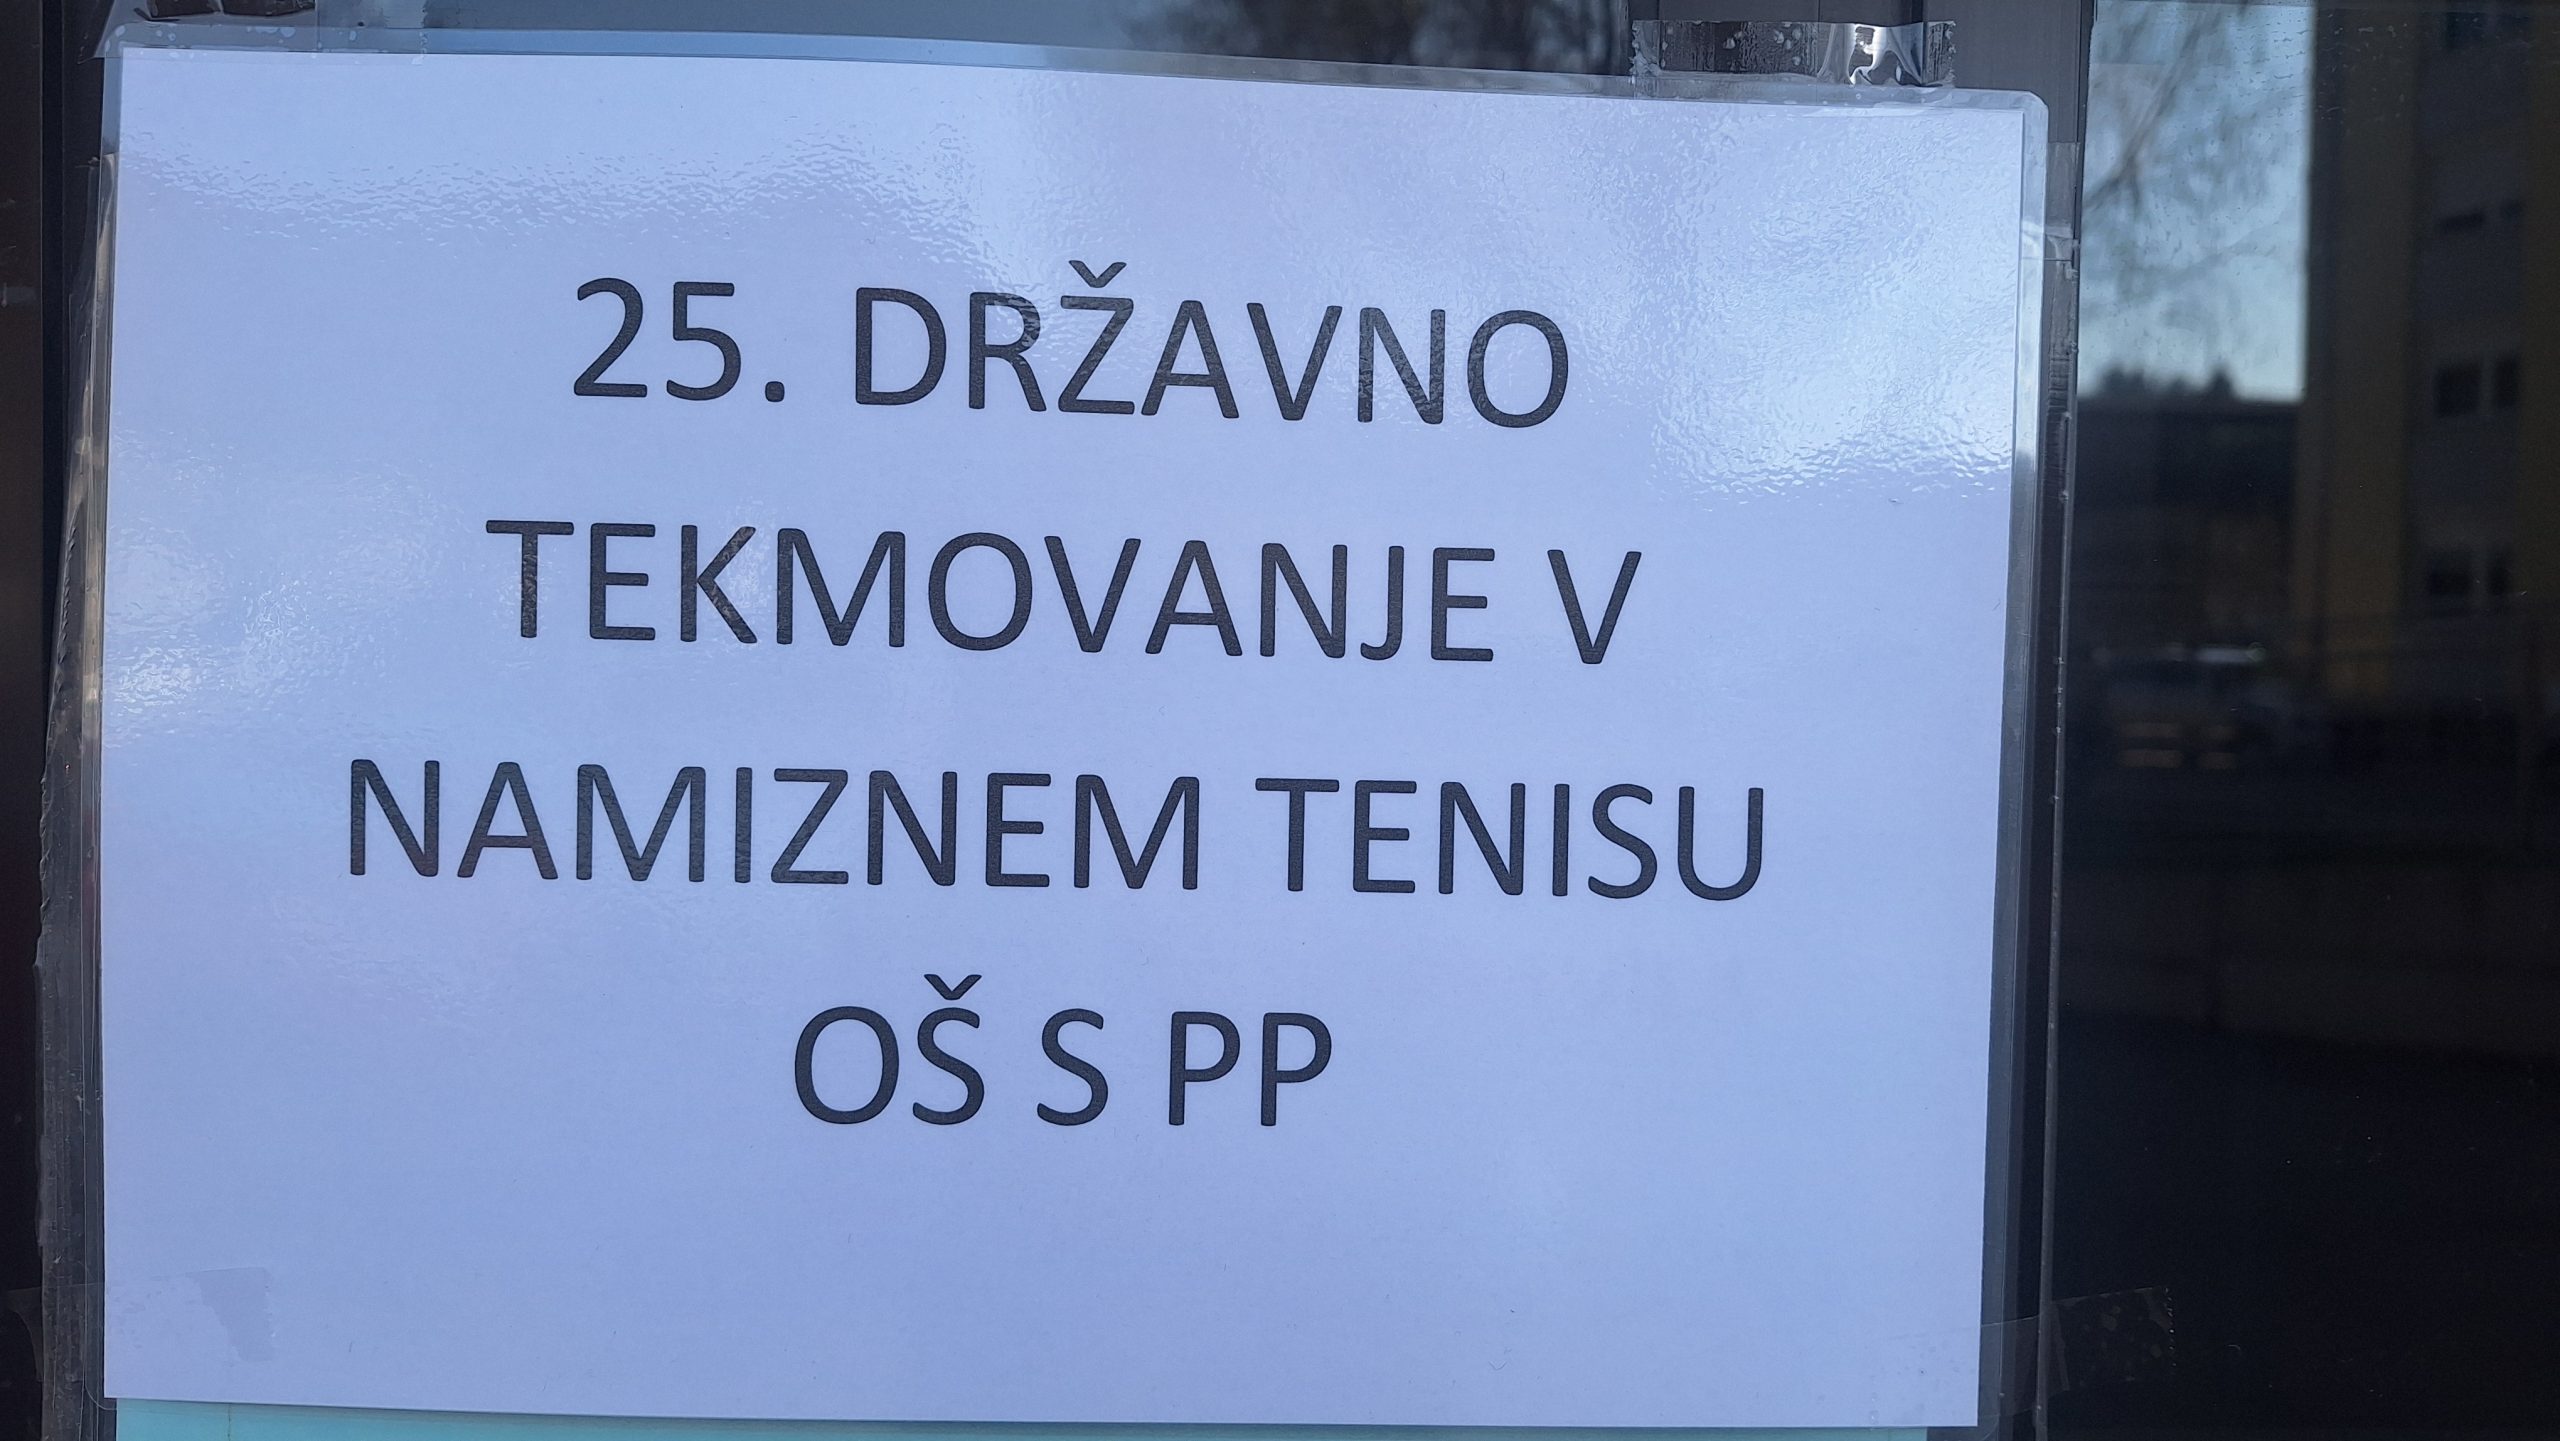 25. DRŽAVNO
TEKMOVANJE V
NAMIZNEM TENISU
OŠ S PP